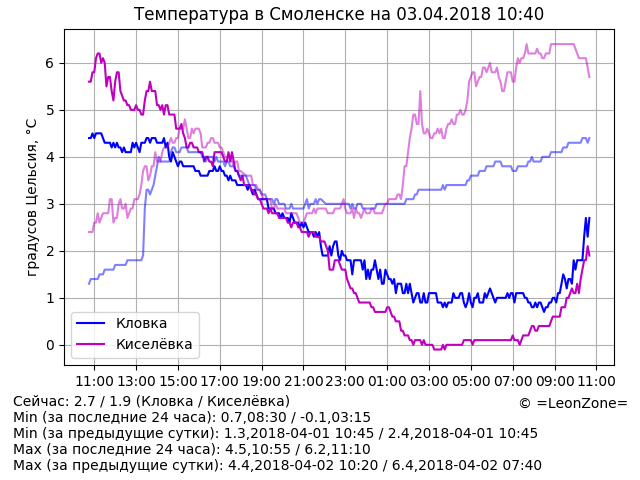 Температура в Смоленске на 03.04.2018 10:40
градусов Цельсия, °C
6
5
4
3
2
1
0
Кловка
Киселёвка
11:00 13:00 15:00 17:00 19:00 21:00 23:00 01:00 03:00 05:00 07:00 09:00 11:00
Сейчас: 2.7 / 1.9 (Кловка / Киселёвка)
© =LeonZone=
Min (за последние 24 часа): 0.7,08:30 / -0.1,03:15
Min (за предыдущие сутки): 1.3,2018-04-01 10:45 / 2.4,2018-04-01 10:45
Max (за последние 24 часа): 4.5,10:55 / 6.2,11:10
Max (за предыдущие сутки): 4.4,2018-04-02 10:20 / 6.4,2018-04-02 07:40